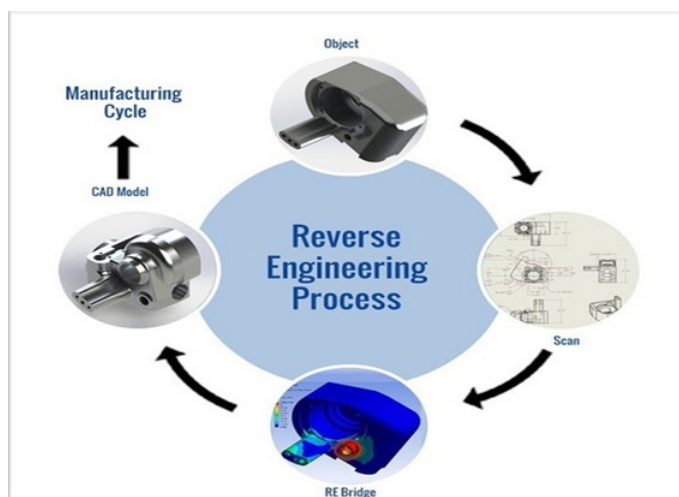 Object
Manufacturing
Cycle
CAD Model
Reverse
Engineering
Process
Scan
RE Bridge